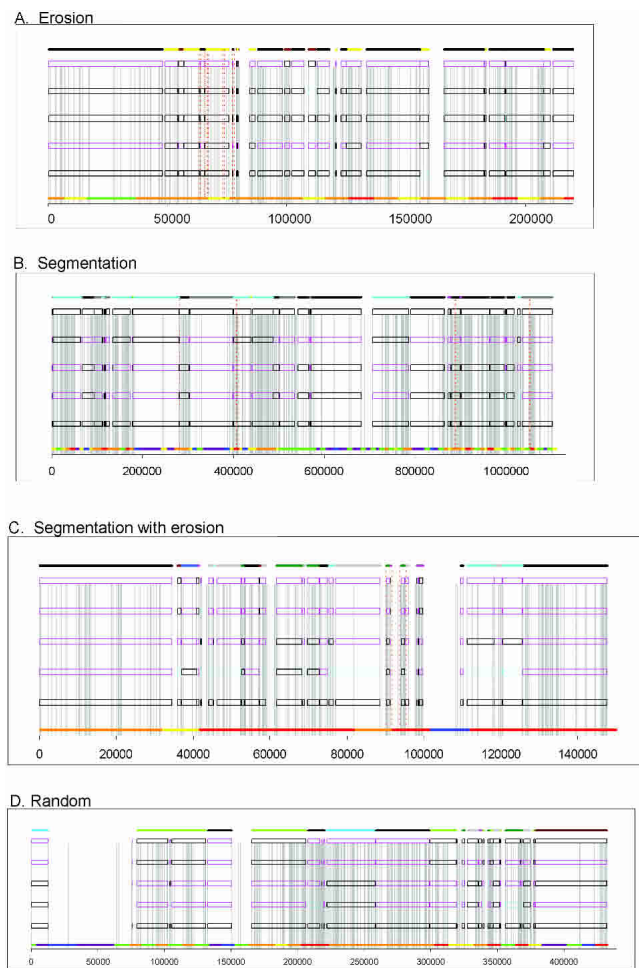 A. Erosion
0 50000 100000 150000 200000
B. Segmentation
200000 400000 600000 800000 1000000
C. Segmentation with erosion
0 20000 40000 60000 80000 100000 120000 140000
D. Random
0 50000 100000 150000 200000 250000 300000 350000 400000